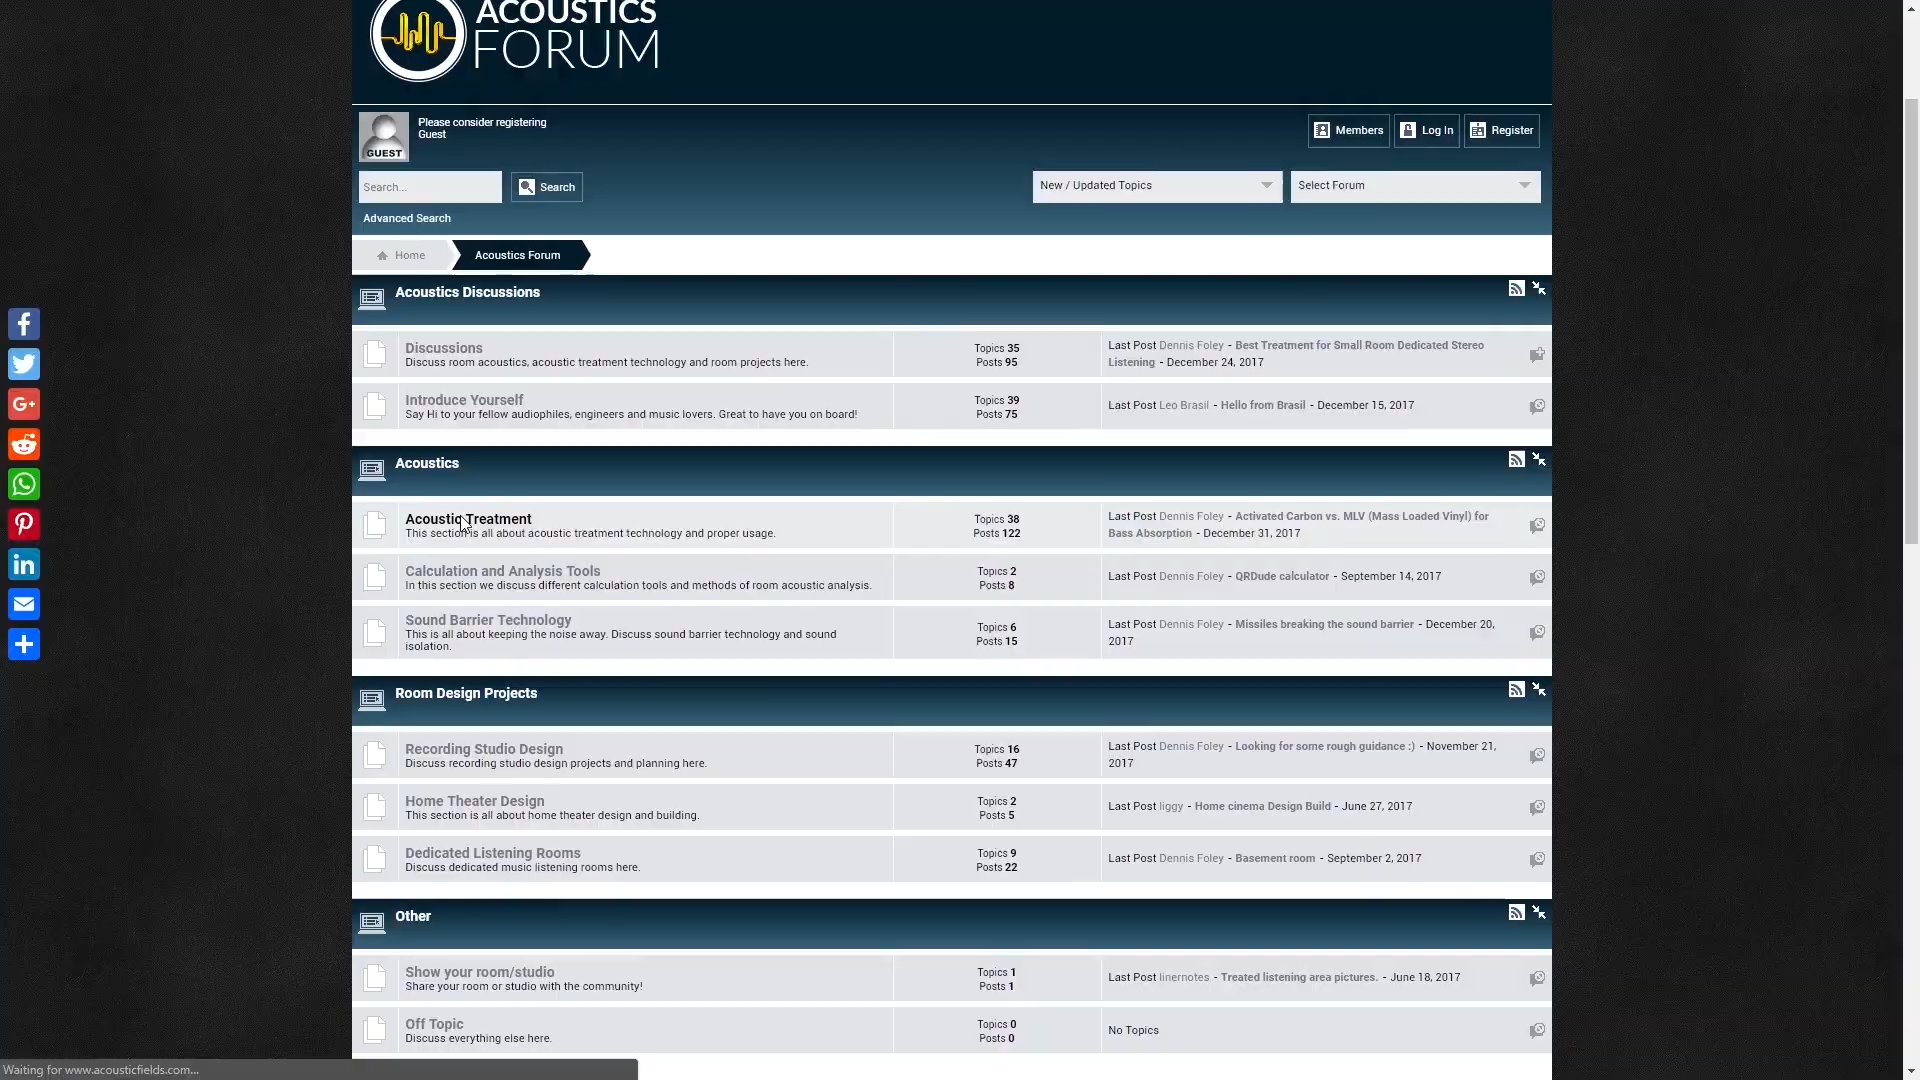 ACOUSTICS
FORUM
Please consider registering
Guest
GUEST
Members
Log In
Register
Search...
Search
New / Updated Topics
Select Forum
Advanced Search
Home
Acoustics Forum
Acoustics Discussions
Discussions
Discuss room acoustics, acoustic treatment technology and room projects here.
Topics 35
Posts 95
Last Post Dennis Foley - Best Treatment for Small Room Dedicated Stereo
Listening - December 24, 2017
Introduce Yourself
Say Hi to your fellow audiophiles, engineers and music lovers. Great to have you on board!
Topics 39
Posts 75
Last Post Leo Brasil - Hello from Brasil - December 15, 2017
Acoustics
Acoustic Treatment
This section is all about acoustic treatment technology and proper usage.
Topics 38
Posts 122
Last Post Dennis Foley - Activated Carbon vs. MLV (Mass Loaded Vinyl) for
Bass Absorption - December 31, 2017
Calculation and Analysis Tools
In this section we discuss different calculation tools and methods of room acoustic analysis.
Topics 2
Posts 8
Last Post Dennis Foley - QRDude calculator - September 14, 2017
Sound Barrier Technology
This is all about keeping the noise away. Discuss sound barrier technology and sound
isolation.
Topics 6
Posts 15
Last Post Dennis Foley - Missiles breaking the sound barrier - December 20,
2017
Room Design Projects
Recording Studio Design
Discuss recording studio design projects and planning here.
Topics 16
Posts 47
Last Post Dennis Foley - Looking for some rough guidance :) - November 21,
2017
Home Theater Design
This section is all about home theater design and building.
Topics 2
Posts 5
Last Post liggy - Home cinema Design Build - June 27, 2017
Dedicated Listening Rooms
Discuss dedicated music listening rooms here.
Topics 9
Posts 22
Last Post Dennis Foley - Basement room - September 2, 2017
Other
Show your room/studio
Share your room or studio with the community!
Topics 1
Posts 1
Last Post linernotes - Treated listening area pictures. - June 18, 2017
Off Topic
Discuss everything else here.
Topics 0
Posts 0
No Topics
Waiting for www.acousticfields.com...